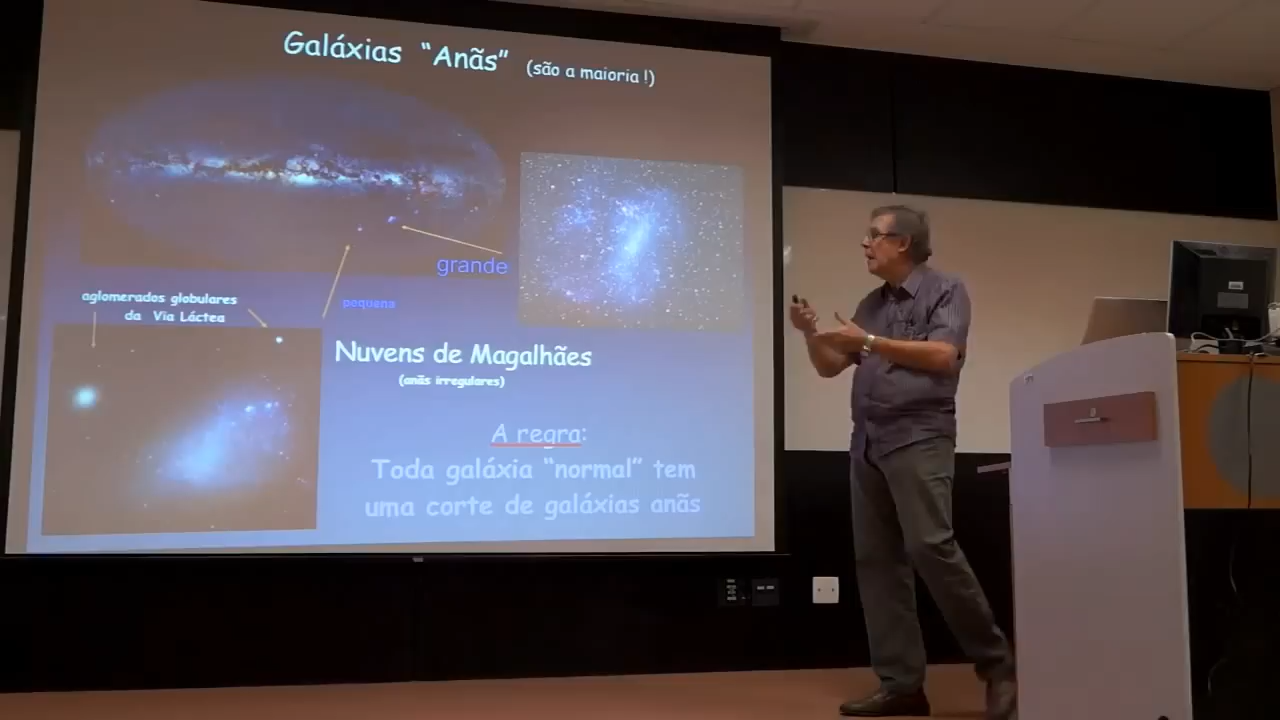 Galáxias "Anãs" (são a maioria !)
grande
pequena
aglomerados globulares
da Via Láctea
Nuvens de Magalhães
(anãs irregulares)
A regra:
Toda galáxia "normal" tem
uma corte de galáxias anãs